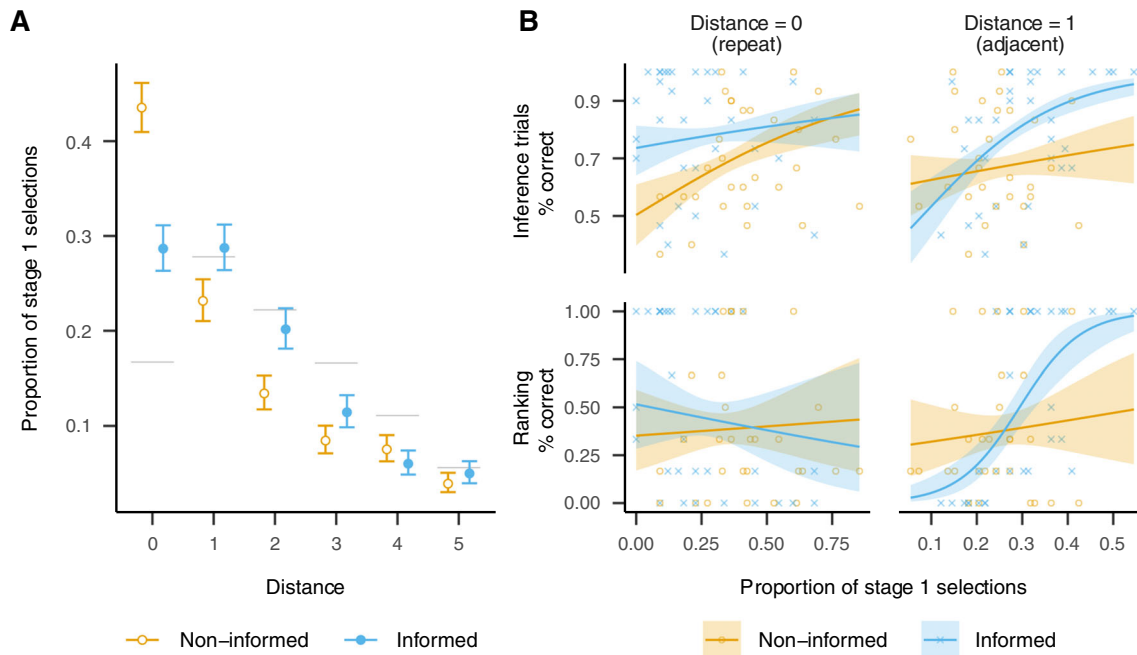 A
Proportion of stage 1 selections
0.4
0.3
0.2
0.1
0
1
2
3
4
5
Distance
Non-informed
Informed
B
Distance = 0
(repeat)
Distance = 1
(adjacent)
Inference trials
% correct
0.9
0.7
0.5
Ranking
% correct
1.00
0.75
0.50
0.25
0.00
0.00
0.25
0.50
0.75
0.1
0.2
0.3
0.4
0.5
Proportion of stage 1 selections
Non-informed
Informed